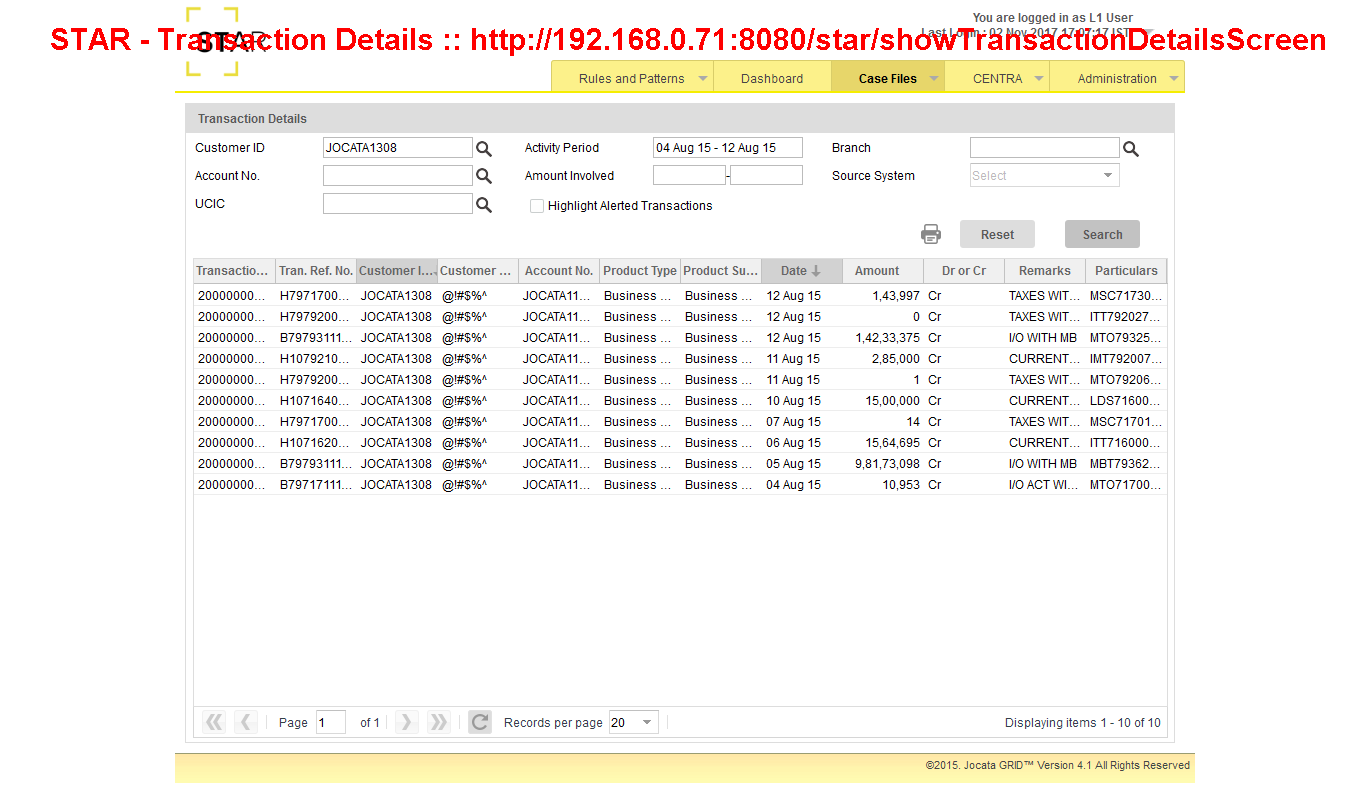 You are logged in as L1 User
STAR
STAR - Transaction Details :: http://192.168.0.71:8080/star/showTransactionDetailsScreen
Last Login : 02 Nov 2017 17:07:17 IST
Rules and Patterns Dashboard Case Files CENTRA Administration
Transaction Details
Customer ID JOCATA1308 Activity Period 04 Aug 15 - 12 Aug 15 Branch
Account No. Amount Involved - Source System Select
UCIC Highlight Alerted Transactions
Reset Search
Transactio... Tran. Ref. No. Customer I... Customer ... Account No. Product Type Product Su... Date Amount Dr or Cr Remarks Particulars
20000000... H7971700... JOCATA1308 @!#$%^ JOCATA11... Business ... Business ... 12 Aug 15 1,43,997 Cr TAXES WIT... MSC71730...
20000000... H7979200... JOCATA1308 @!#$%^ JOCATA11... Business ... Business ... 12 Aug 15 0 Cr TAXES WIT... ITT792027...
20000000... B79793111... JOCATA1308 @!#$%^ JOCATA11... Business ... Business ... 12 Aug 15 1,42,33,375 Cr I/O WITH MB MTO79325...
20000000... H1079210... JOCATA1308 @!#$%^ JOCATA11... Business ... Business ... 11 Aug 15 2,85,000 Cr CURRENT... IMT792007...
20000000... H7979200... JOCATA1308 @!#$%^ JOCATA11... Business ... Business ... 11 Aug 15 1 Cr TAXES WIT... MTO79206...
20000000... H1071640... JOCATA1308 @!#$%^ JOCATA11... Business ... Business ... 10 Aug 15 15,00,000 Cr CURRENT... LDS71600...
20000000... H7971700... JOCATA1308 @!#$%^ JOCATA11... Business ... Business ... 07 Aug 15 14 Cr TAXES WIT... MSC71701...
20000000... H1071620... JOCATA1308 @!#$%^ JOCATA11... Business ... Business ... 06 Aug 15 15,64,695 Cr CURRENT... ITT716000...
20000000... B79793111... JOCATA1308 @!#$%^ JOCATA11... Business ... Business ... 05 Aug 15 9,81,73,098 Cr I/O WITH MB MBT79362...
20000000... B79717111... JOCATA1308 @!#$%^ JOCATA11... Business ... Business ... 04 Aug 15 10,953 Cr I/O ACT WI... MTO71700...
Page 1 of 1 Records per page 20 Displaying items 1 - 10 of 10
©2015. Jocata GRID™ Version 4.1 All Rights Reserved